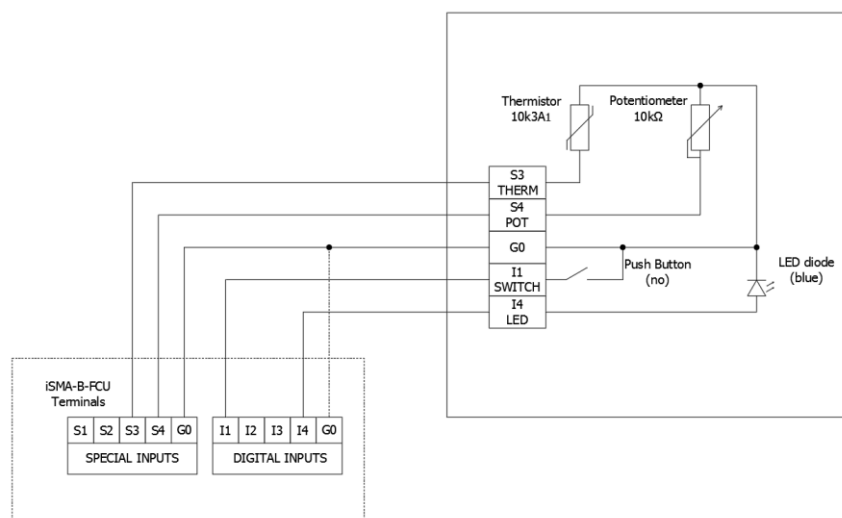 Thermistor
10k3A1
Potentiometer
10kΩ
S3
THERM
S4
POT
G0
I1
SWITCH
I4
LED
Push Button
(no)
LED diode
(blue)
iSMA-B-FCU
Terminals
S1 S2 S3 S4 G0
SPECIAL INPUTS
I1 I2 I3 I4 G0
DIGITAL INPUTS